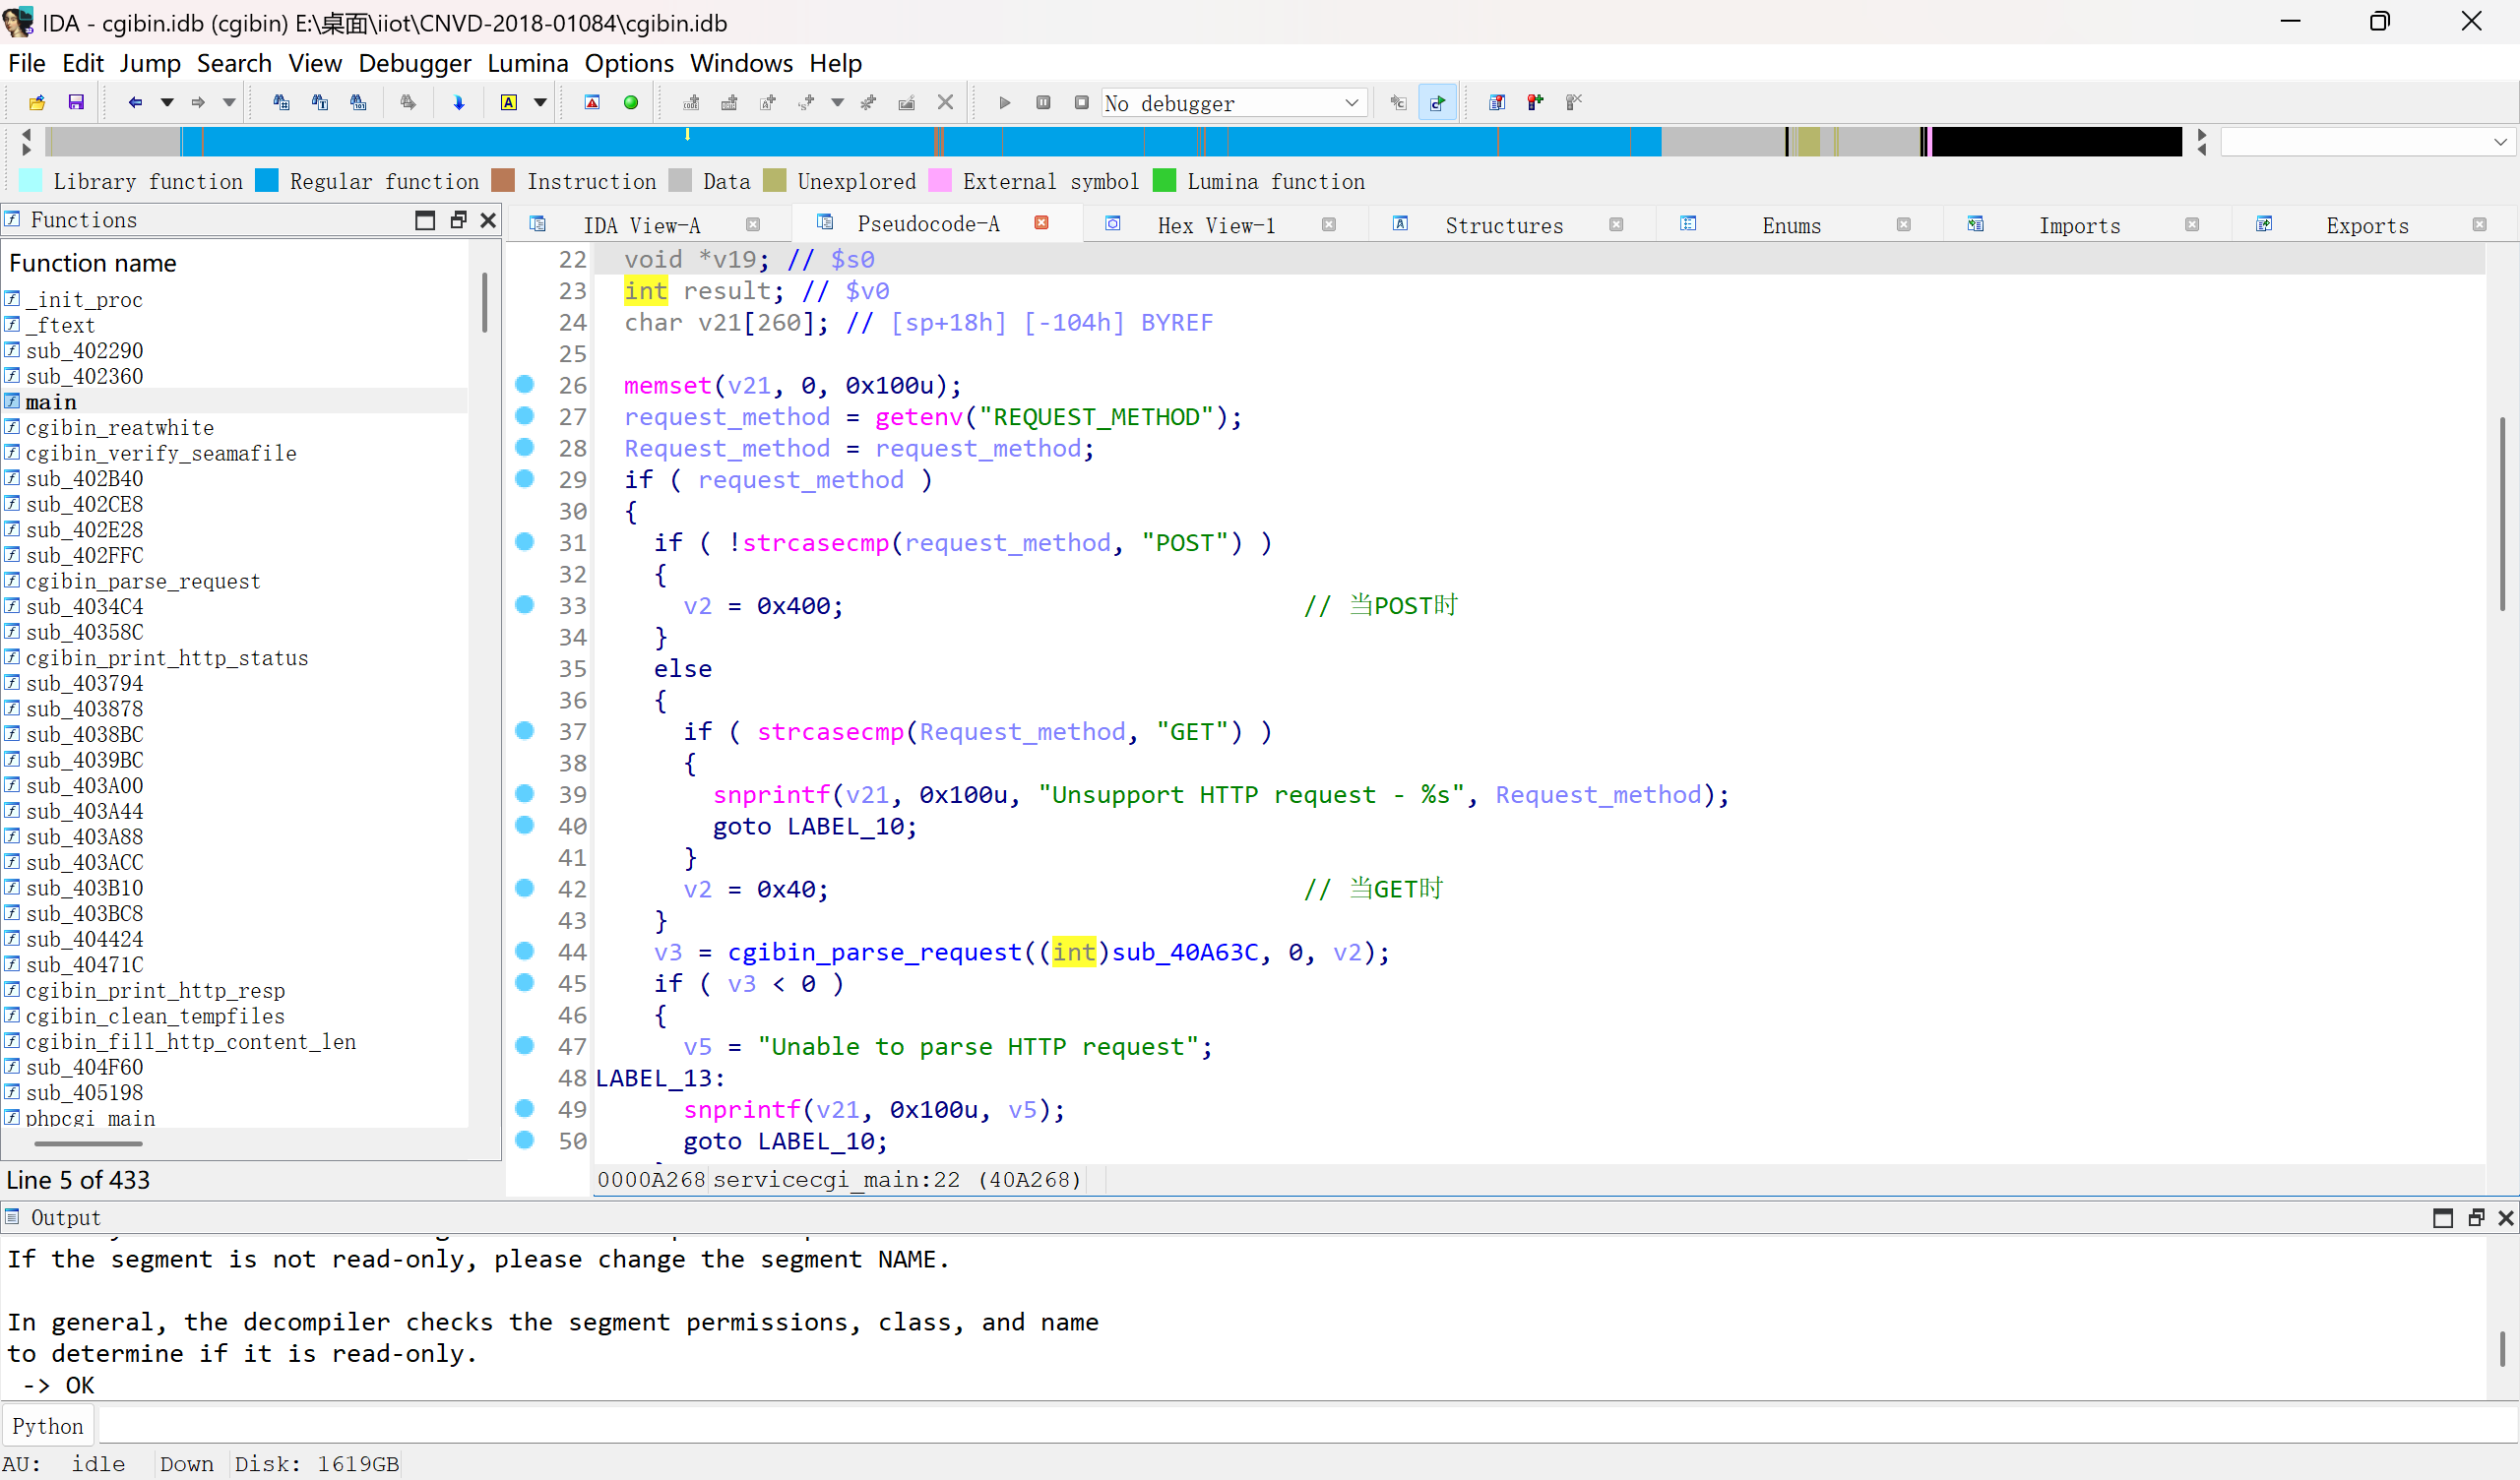 IDA - cgibin.idb (cgibin) E:\桌面\iiot\CNVD-2018-01084\cgibin.idb
File Edit Jump Search View Debugger Lumina Options Windows Help
No debugger
Library function Regular function Instruction Data Unexplored External symbol Lumina function
Functions
Function name
_init_proc
_ftext
sub_402290
sub_402360
main
cgibin_reatwhite
cgibin_verify_seamafile
sub_402B40
sub_402CE8
sub_402E28
sub_402FFC
cgibin_parse_request
sub_4034C4
sub_40358C
cgibin_print_http_status
sub_403794
sub_403878
sub_4038BC
sub_4039BC
sub_403A00
sub_403A44
sub_403A88
sub_403ACC
sub_403B10
sub_403BC8
sub_404424
sub_40471C
cgibin_print_http_resp
cgibin_clean_tempfiles
cgibin_fill_http_content_len
sub_404F60
sub_405198
phpcgi_main
Line 5 of 433
IDA View-A Pseudocode-A Hex View-1 Structures Enums Imports Exports
22 void *v19; // $s0
23 int result; // $v0
24 char v21[260]; // [sp+18h] [-104h] BYREF
25
26 memset(v21, 0, 0x100u);
27 request_method = getenv("REQUEST_METHOD");
28 Request_method = request_method;
29 if ( request_method )
30 {
31 if ( !strcasecmp(request_method, "POST") )
32 {
33 v2 = 0x400; // 当POST时
34 }
35 else
36 {
37 if ( strcasecmp(Request_method, "GET") )
38 {
39 snprintf(v21, 0x100u, "Unsupport HTTP request - %s", Request_method);
40 goto LABEL_10;
41 }
42 v2 = 0x40; // 当GET时
43 }
44 v3 = cgibin_parse_request((int)sub_40A63C, 0, v2);
45 if ( v3 < 0 )
46 {
47 v5 = "Unable to parse HTTP request";
48 LABEL_13:
49 snprintf(v21, 0x100u, v5);
50 goto LABEL_10;
0000A268 servicecgi_main:22 (40A268)
Output
If the segment is not read-only, please change the segment NAME.
In general, the decompiler checks the segment permissions, class, and name
to determine if it is read-only.
-> OK
Python
AU: idle Down Disk: 1619GB